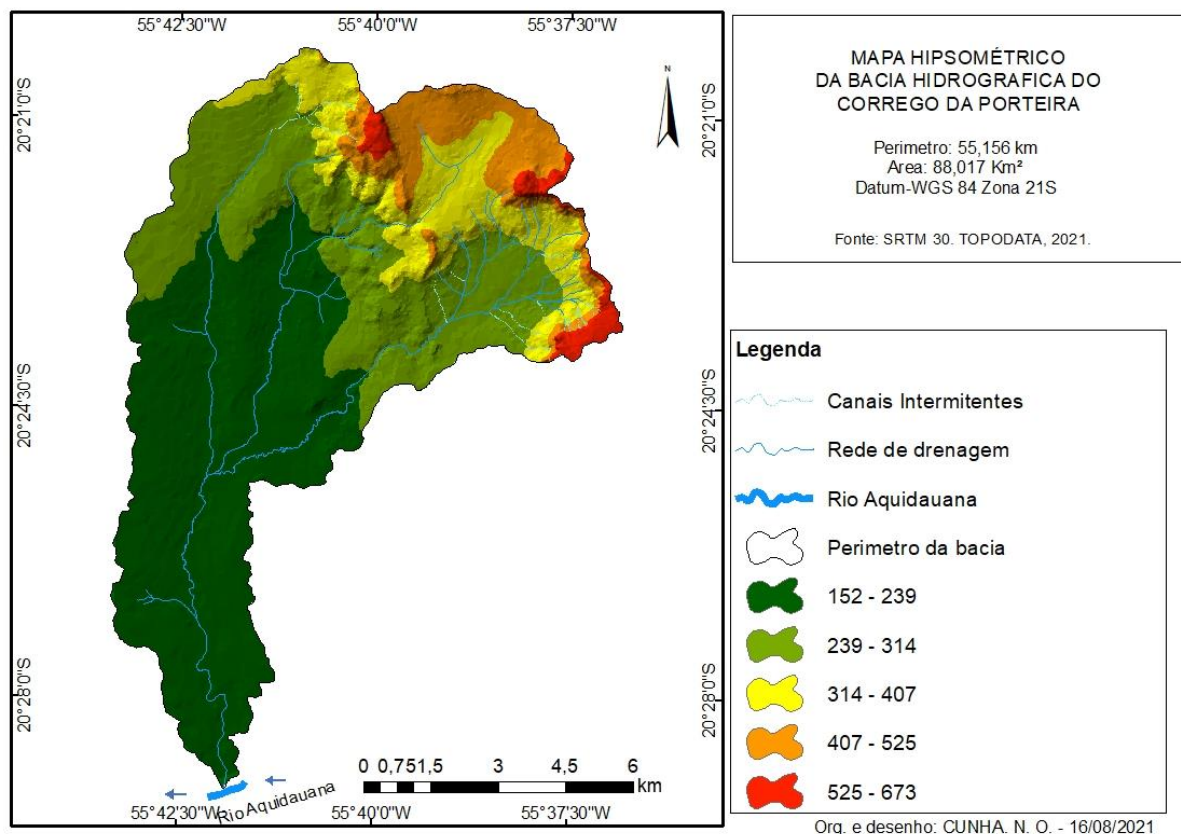 55°42'30"W 55°40'0"W 55°37'30"W
20°21'0"S
20°24'30"S
20°28'0"S
N
20°21'0"S
20°24'30"S
20°28'0"S
0 0,75 1,5 3 4,5 6
km
Rio Aquidauana
55°42'30"W 55°40'0"W 55°37'30"W
MAPA HIPSOMÉTRICO
DA BACIA HIDROGRAFICA DO
CORREGO DA PORTEIRA
Perimetro: 55,156 km
Area: 88,017 Km²
Datum-WGS 84 Zona 21S
Fonte: SRTM 30. TOPODATA, 2021.
Legenda
Canais Intermitentes
Rede de drenagem
Rio Aquidauana
Perimetro da bacia
152 - 239
239 - 314
314 - 407
407 - 525
525 - 673
Org. e desenho: CUNHA, N. O. - 16/08/2021